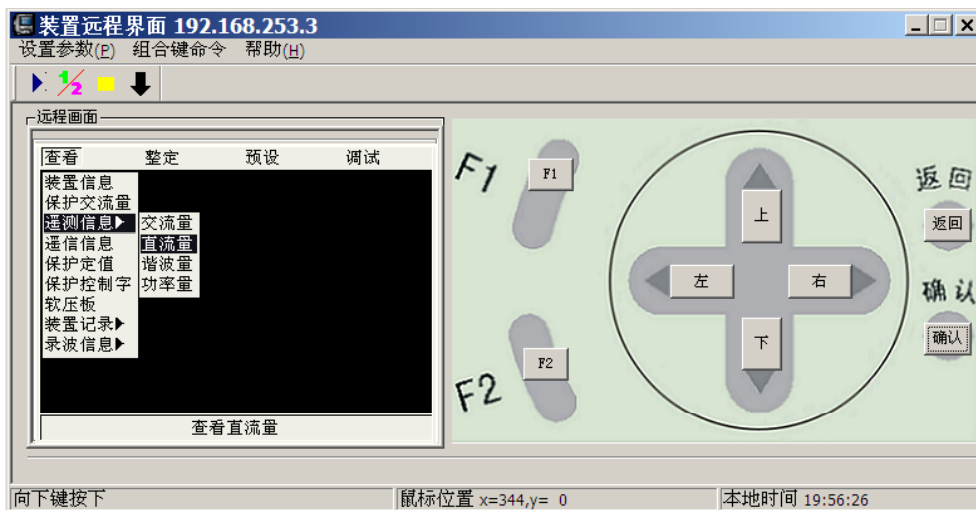 装置远程界面 192.168.253.3
设置参数(P) 组合键命令 帮助(H)
1/2
远程画面
查看 整定 预设 调试
装置信息
保护交流量
遥测信息▶ 交流量
遥信信息 直流量
保护定值 谐波量
保护控制字 功率量
软压板
装置记录▶
录波信息▶
查看直流量
F1 F1
上
左 右
下
F2 F2
返回
返回
确认
确认
向下键按下 鼠标位置 x=344,y= 0 本地时间 19:56:26